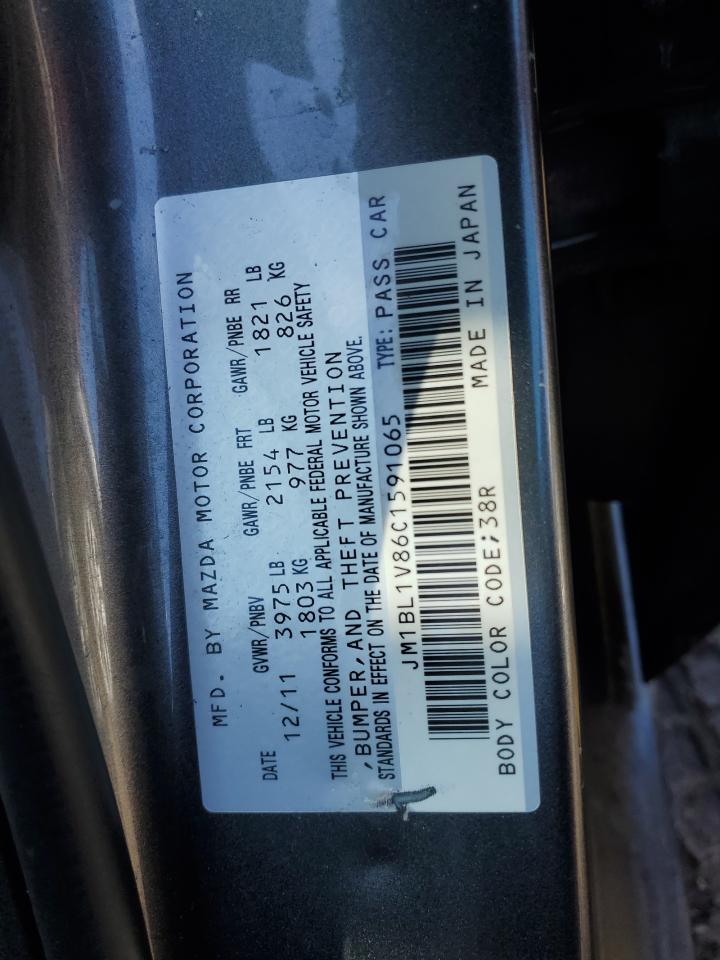 MFD. BY MAZDA MOTOR CORPORATION
DATE GVWR/PNBV GAWR/PNBE FRT GAWR/PNBE RR
12/11 3975 LB 2154 LB 1821 LB
1803 KG 977 KG 826 KG
THIS VEHICLE CONFORMS TO ALL APPLICABLE FEDERAL MOTOR VEHICLE SAFETY
,BUMPER,AND THEFT PREVENTION
STANDARDS IN EFFECT ON THE DATE OF MANUFACTURE SHOWN ABOVE.
JM1BL1V86C1591065 TYPE: PASS CAR
BODY COLOR CODE;38R MADE IN JAPAN